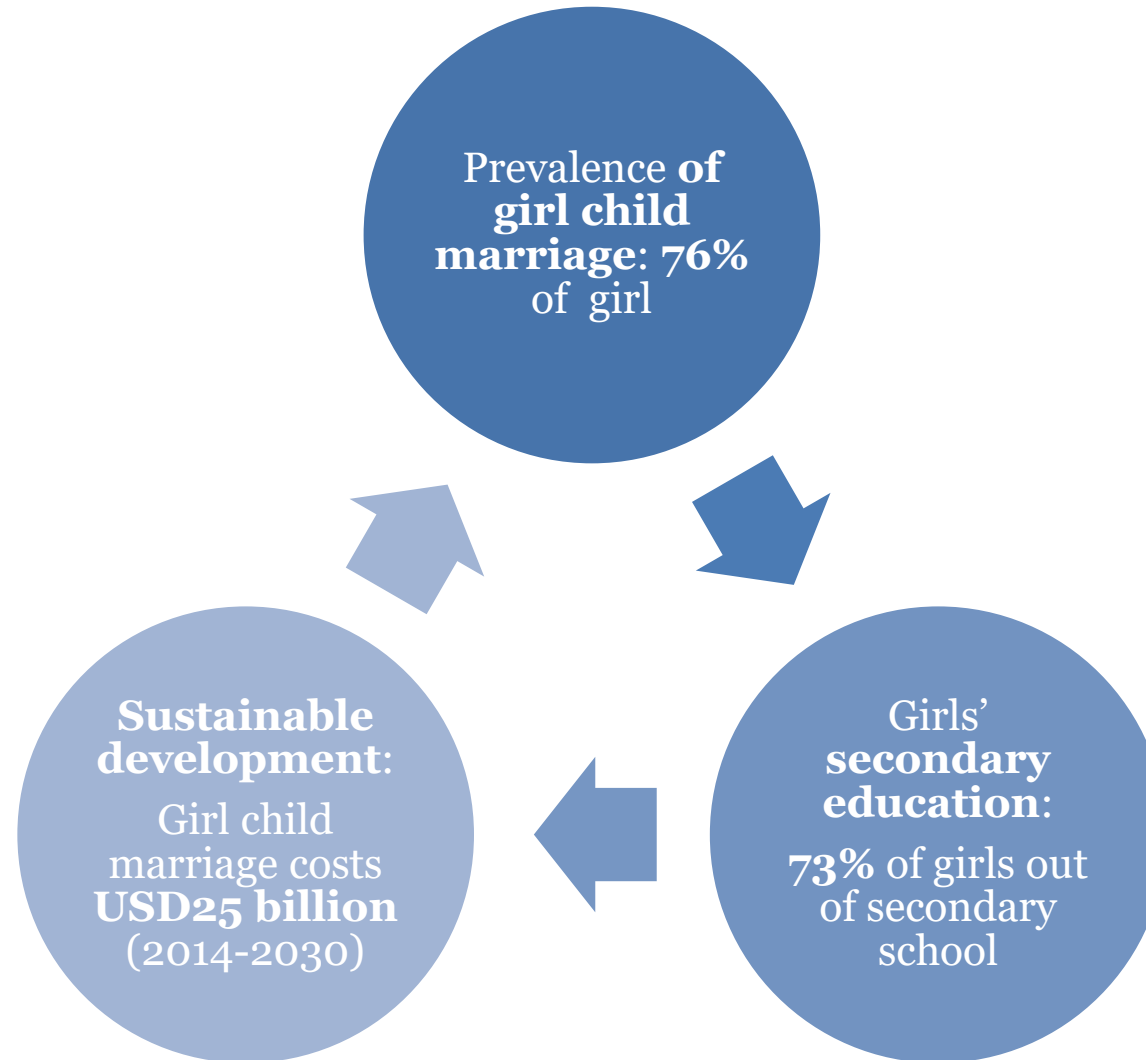 Prevalence of
girl child
marriage: 76%
of  girl
Girls’
secondary
education:
73% of girls out
of secondary
school
Sustainable
development:
Girl child
marriage costs
USD25 billion
(2014-2030)